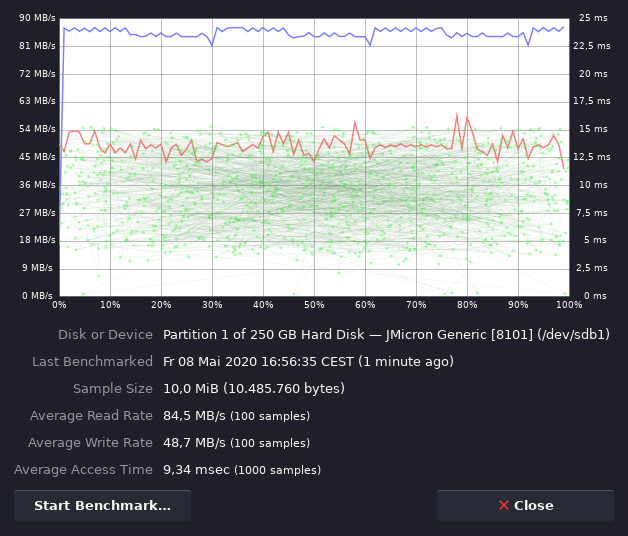 90 MB/s 25 ms
81 MB/s 22,5 ms
72 MB/s 20 ms
63 MB/s 17,5 ms
54 MB/s 15 ms
45 MB/s 12,5 ms
36 MB/s 10 ms
27 MB/s 7,5 ms
18 MB/s 5 ms
9 MB/s 2,5 ms
0 MB/s 0 ms
0% 10% 20% 30% 40% 50% 60% 70% 80% 90% 100%
Disk or Device Partition 1 of 250 GB Hard Disk — JMicron Generic [8101] (/dev/sdb1)
Last Benchmarked Fr 08 Mai 2020 16:56:35 CEST (1 minute ago)
Sample Size 10,0 MiB (10.485.760 bytes)
Average Read Rate 84,5 MB/s (100 samples)
Average Write Rate 48,7 MB/s (100 samples)
Average Access Time 9,34 msec (1000 samples)
Start Benchmark... Close